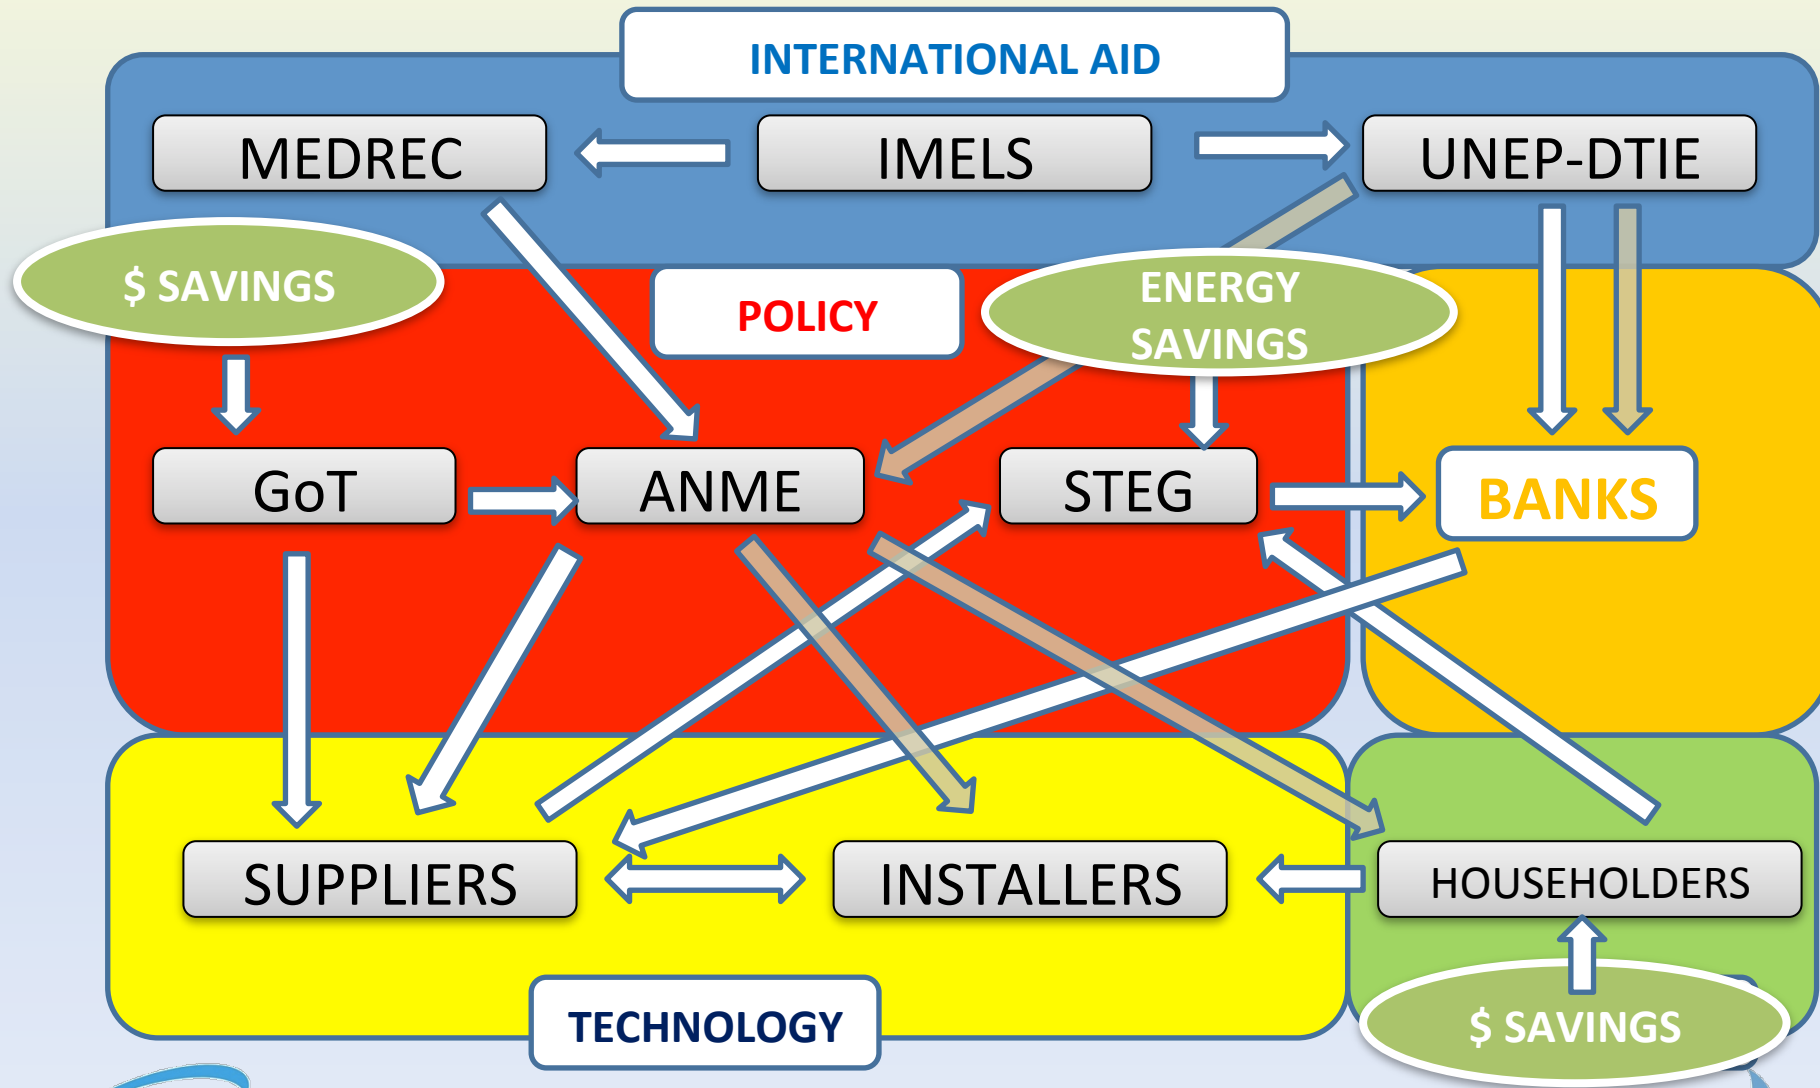 INTERNATIONAL AID
MEDREC
IMELS
UNEP-DTIE
$ SAVINGS
POLICY
ENERGY
SAVINGS
GoT
ANME
STEG
BANKS
SUPPLIERS
INSTALLERS
HOUSEHOLDERS
TECHNOLOGY
$ SAVINGS